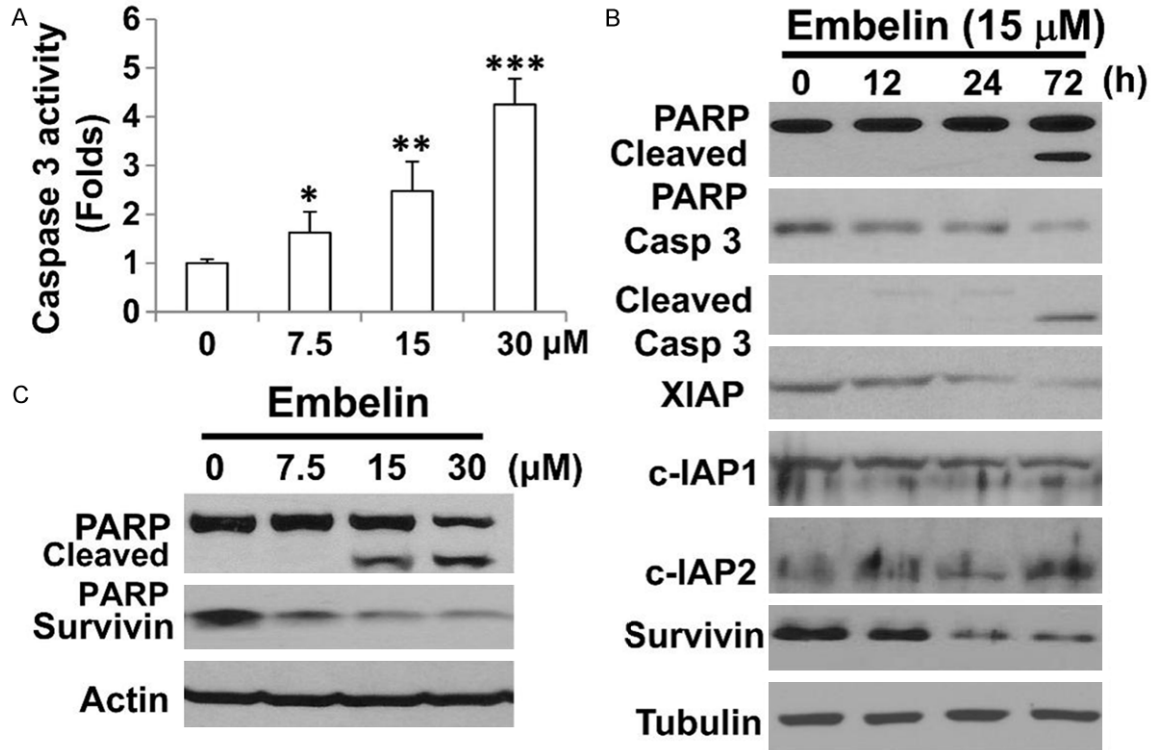 A
Caspase 3 activity
(Folds)
6
5
4
3
2
1
0
*
**
***
0 7.5 15 30 µM
B
Embelin (15 µM)
0 12 24 72 (h)
PARP
Cleaved
PARP
Casp 3
Cleaved
Casp 3
XIAP
c-IAP1
c-IAP2
Survivin
Tubulin
C
Embelin
0 7.5 15 30 (µM)
PARP
Cleaved
PARP
Survivin
Actin